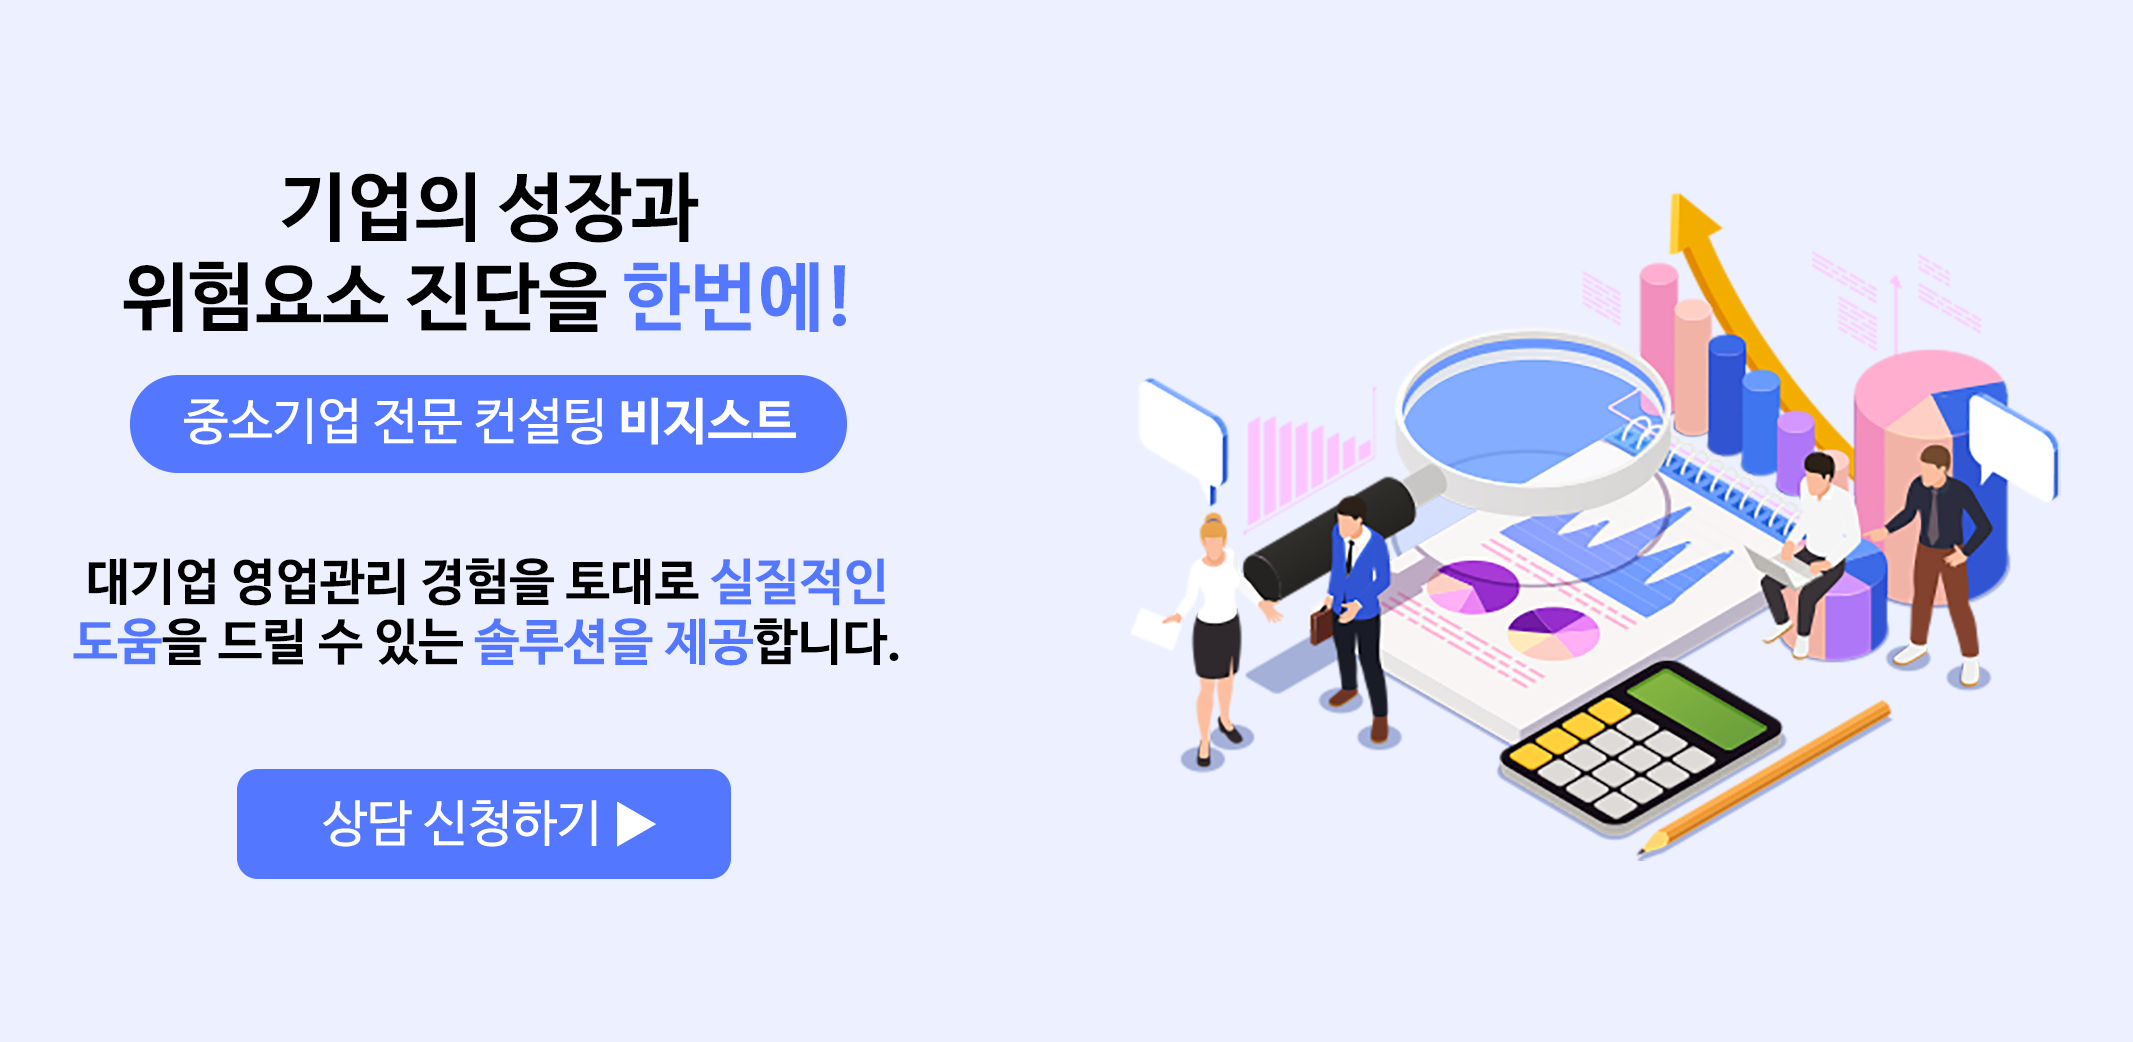 기업의 성장과
위험요소 진단을 한번에!
중소기업 전문 컨설팅 비지스트
대기업 영업관리 경험을 토대로 실질적인
도움을 드릴 수 있는 솔루션을 제공합니다.
상담 신청하기 ▶